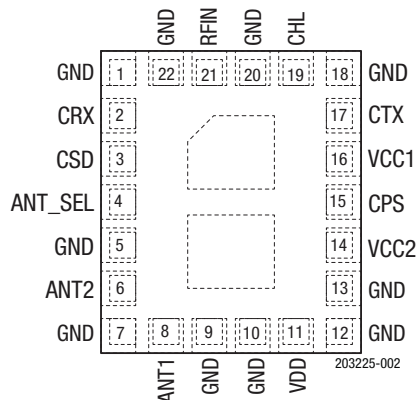 GND RFIN GND CHL
GND 1 22 21 20 19 18 GND
CRX 2 17 CTX
CSD 3 16 VCC1
ANT_SEL 4 15 CPS
GND 5 14 VCC2
ANT2 6 13 GND
GND 7 8 9 10 11 12 GND
203225-002
ANT1 GND GND VDD